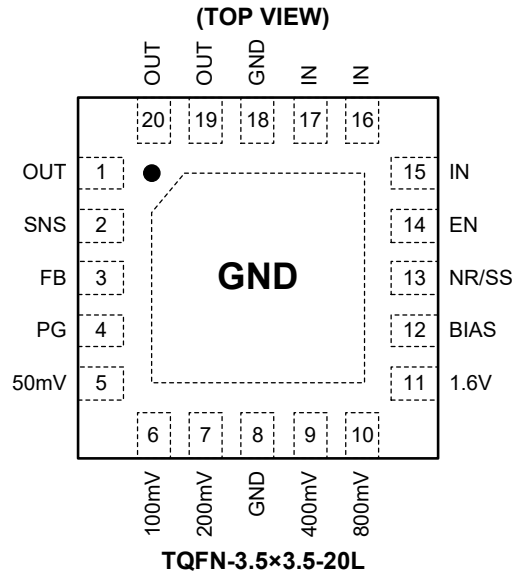 (TOP VIEW)
OUT OUT GND IN IN
20 19 18 17 16
OUT 1 15 IN
SNS 2 14 EN
GND
FB 3 13 NR/SS
PG 4 12 BIAS
50mV 5 11 1.6V
6 7 8 9 10
100mV 200mV GND 400mV 800mV
TQFN-3.5×3.5-20L